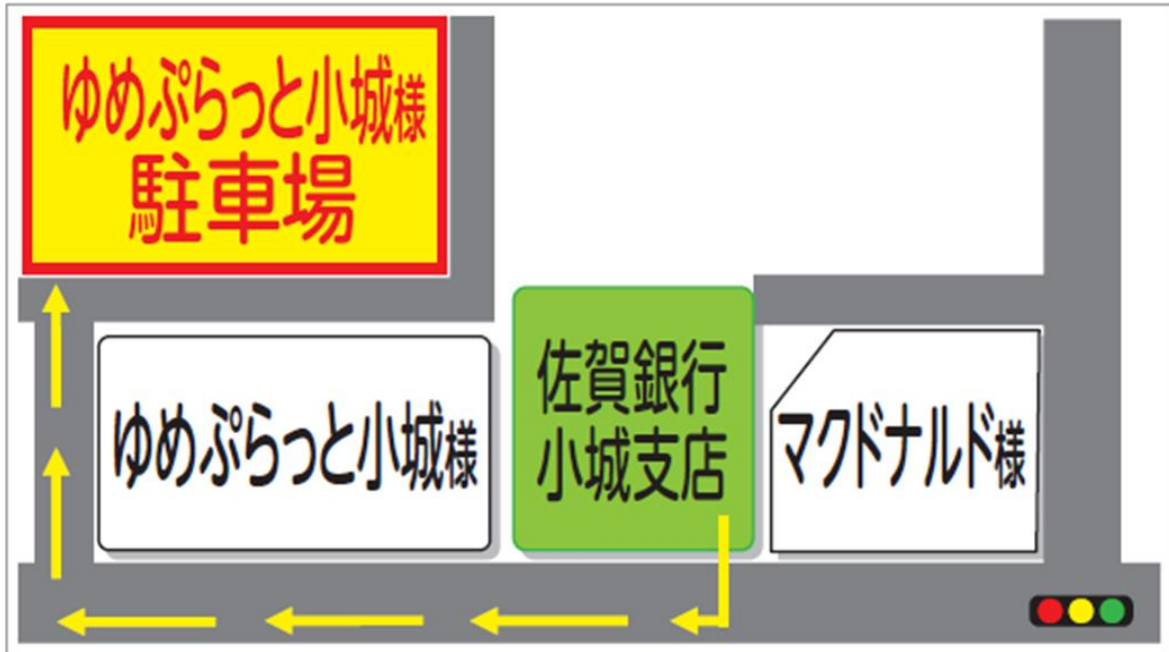 ゆめぷらっと小城様
駐車場
ゆめぷらっと小城様
佐賀銀行
小城支店
マクドナルド様